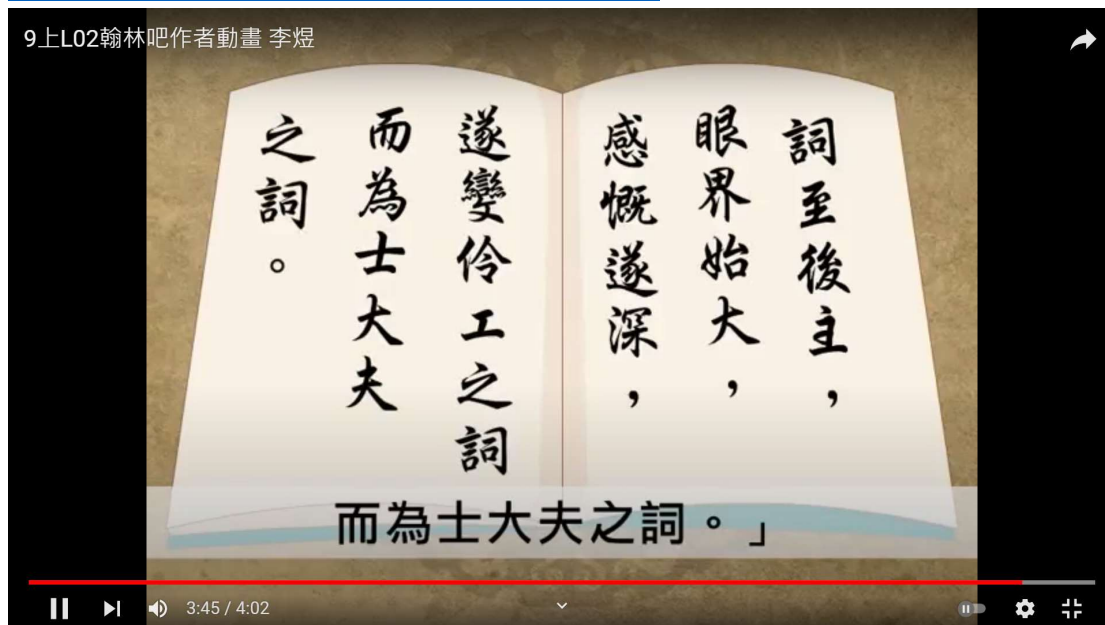 9上L02翰林吧作者動畫 李煜
詞至後主，
眼界始大，
感慨遂深，
遂變伶工之詞
而為士大夫
之詞。
而為士大夫之詞。」
3:45 / 4:02